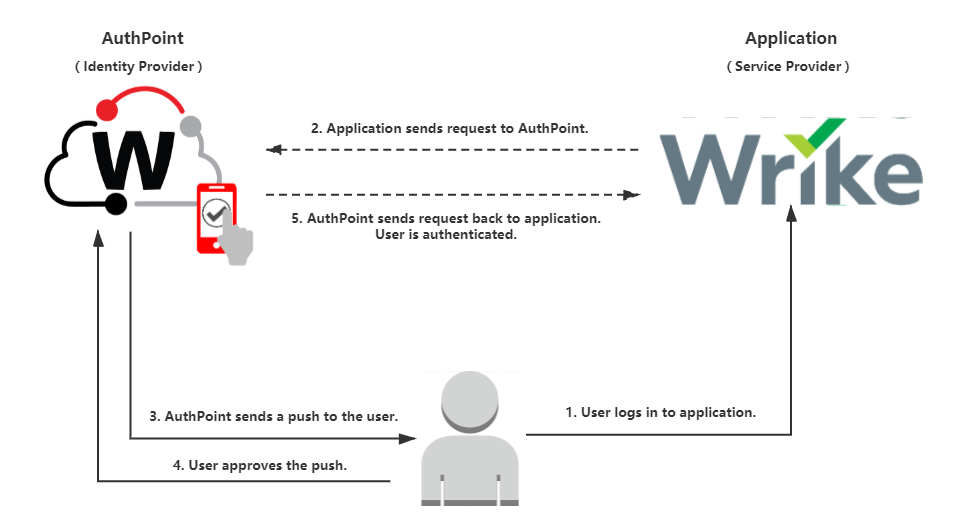 AuthPoint
( Identity Provider )
Application
( Service Provider )
W
Wrike
2. Application sends request to AuthPoint.
5. AuthPoint sends request back to application.
User is authenticated.
3. AuthPoint sends a push to the user.
1. User logs in to application.
4. User approves the push.